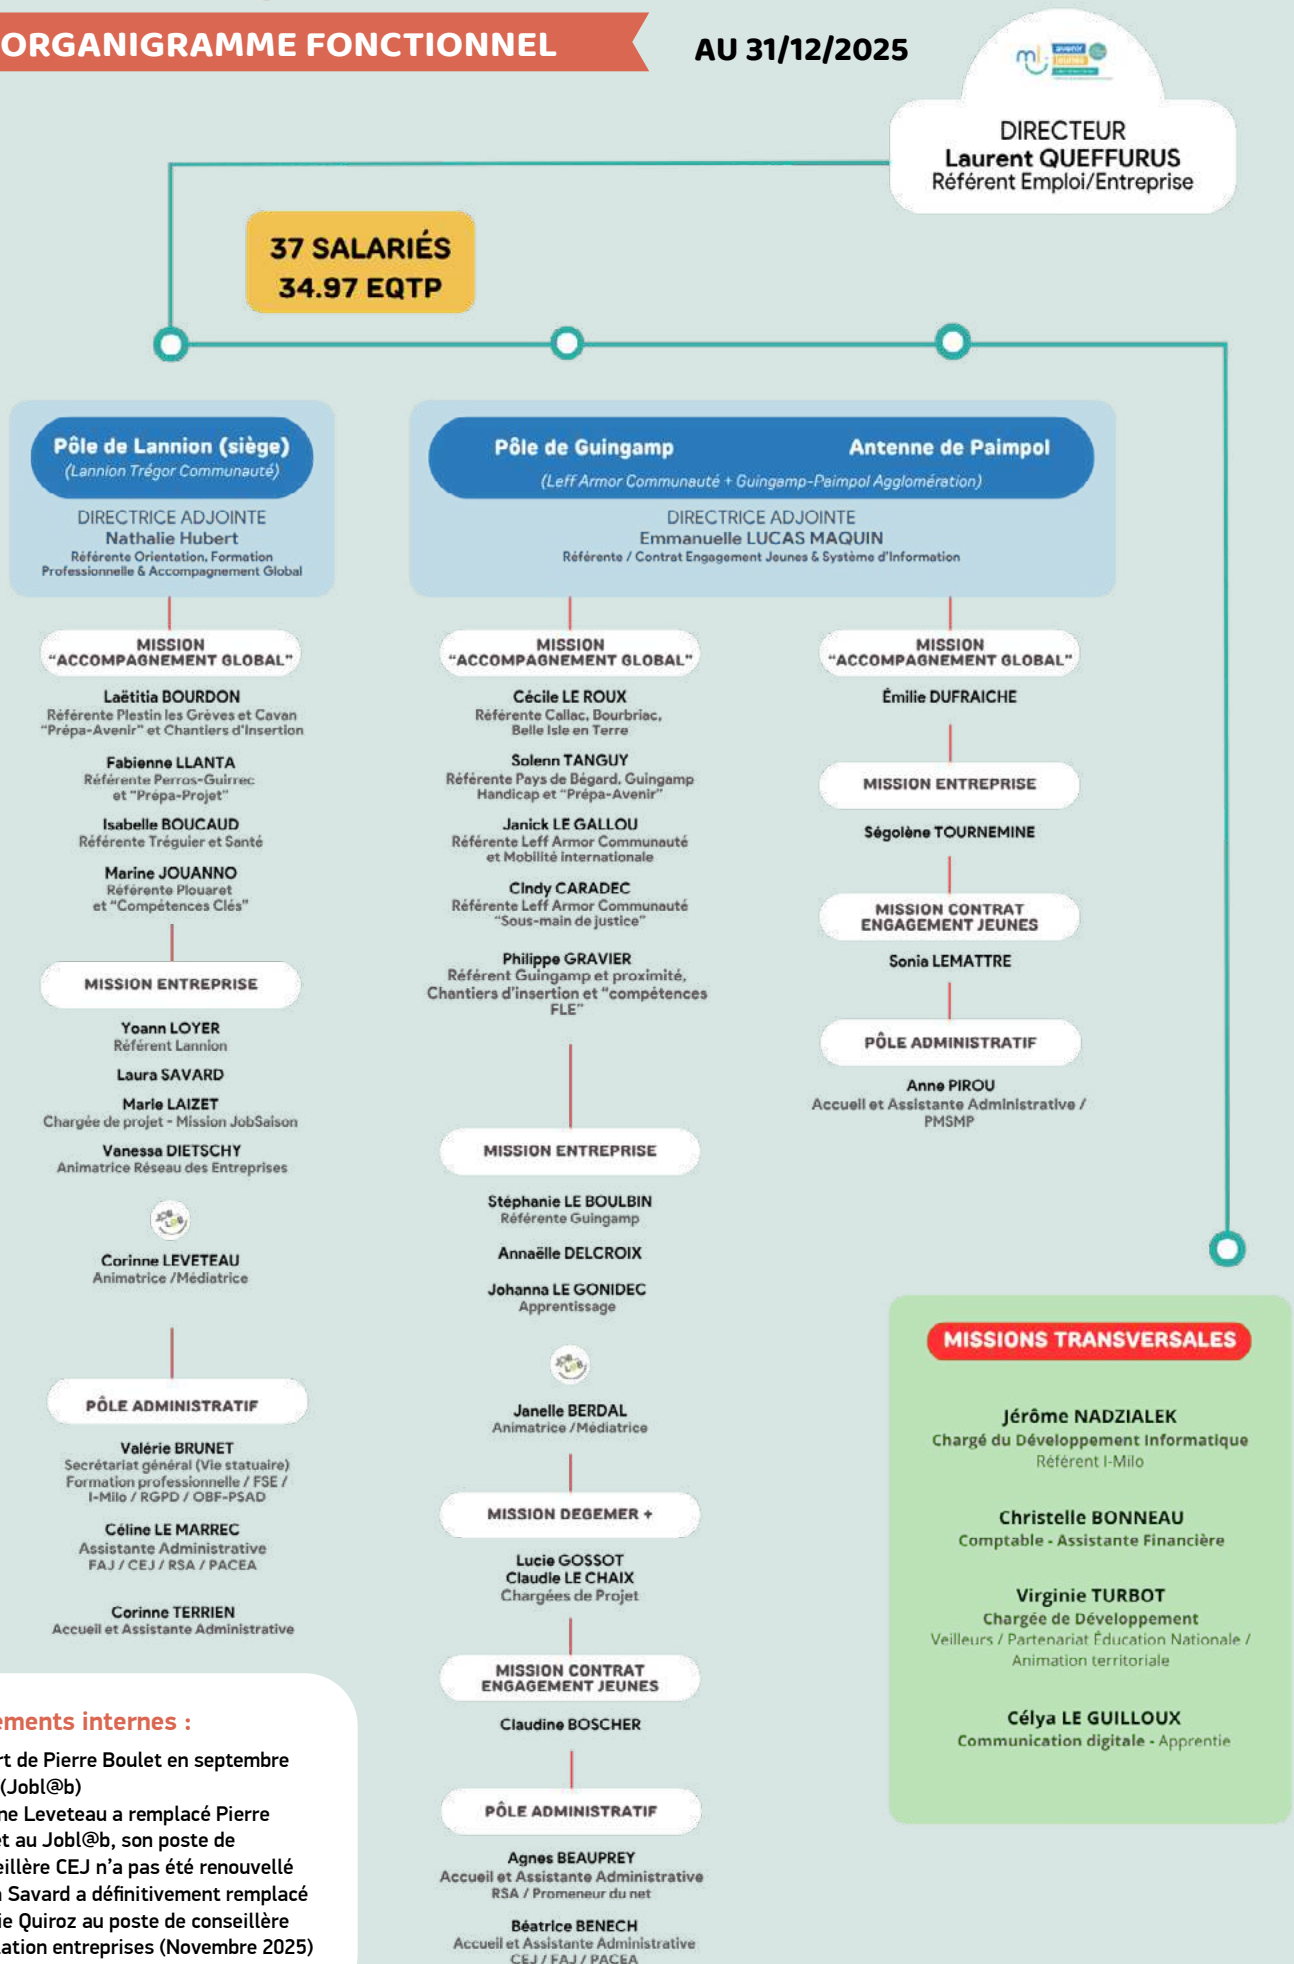 ORGANIGRAMME FONCTIONNEL
AU 31/12/2025
ml
avenir
jeunes
DIRECTEUR
Laurent QUEFFURUS
Référent Emploi/Entreprise
37 SALARIÉS
34.97 EQTP
Pôle de Lannion (siège)
(Lannion Trégor Communauté)
DIRECTRICE ADJOINTE
Nathalie Hubert
Référente Orientation, Formation
Professionnelle & Accompagnement Global
MISSION
“ACCOMPAGNEMENT GLOBAL”
Laëtitia BOURDON
Référente Plestin les Grèves et Cavan
“Prépa-Avenir” et Chantiers d'Insertion
Fabienne LLANTA
Référente Perros-Guirrec
et “Prépa-Projet”
Isabelle BOUCAUD
Référente Tréguier et Santé
Marine JOUANNO
Référente Plouaret
et “Compétences Clés”
MISSION ENTREPRISE
Yoann LOYER
Référent Lannion
Laura SAVARD
Marie LAIZET
Chargée de projet - Mission JobSaison
Vanessa DIETSCHY
Animatrice Réseau des Entreprises
JOB L@B
Corinne LEVETEAU
Animatrice /Médiatrice
PÔLE ADMINISTRATIF
Valérie BRUNET
Secrétariat général (Vie statuaire)
Formation professionnelle / FSE /
I-Milo / RGPD / OBF-PSAD
Céline LE MARREC
Assistante Administrative
FAJ / CEJ / RSA / PACEA
Corinne TERRIEN
Accueil et Assistante Administrative
Pôle de Guingamp
Antenne de Paimpol
(Leff Armor Communauté + Guingamp-Paimpol Agglomération)
DIRECTRICE ADJOINTE
Emmanuelle LUCAS MAQUIN
Référente / Contrat Engagement Jeunes & Système d'Information
MISSION
“ACCOMPAGNEMENT GLOBAL”
Cécile LE ROUX
Référente Callac, Bourbriac,
Belle Isle en Terre
Solenn TANGUY
Référente Pays de Bégard, Guingamp
Handicap et “Prépa-Avenir”
Janick LE GALLOU
Référente Leff Armor Communauté
et Mobilité internationale
Cindy CARADEC
Référente Leff Armor Communauté
“Sous-main de justice”
Philippe GRAVIER
Référent Guingamp et proximité,
Chantiers d'insertion et “compétences
FLE”
MISSION ENTREPRISE
Stéphanie LE BOULBIN
Référente Guingamp
Annaëlle DELCROIX
Johanna LE GONIDEC
Apprentissage
JOB L@B
Janelle BERDAL
Animatrice /Médiatrice
MISSION DEGEMER +
Lucie GOSSOT
Claudie LE CHAIX
Chargées de Projet
MISSION CONTRAT
ENGAGEMENT JEUNES
Claudine BOSCHER
PÔLE ADMINISTRATIF
Agnes BEAUPREY
Accueil et Assistante Administrative
RSA / Promeneur du net
Béatrice BENECH
Accueil et Assistante Administrative
CEJ / FAJ / PACEA
MISSION
“ACCOMPAGNEMENT GLOBAL”
Émilie DUFRAICHE
MISSION ENTREPRISE
Ségolène TOURNEMINE
MISSION CONTRAT
ENGAGEMENT JEUNES
Sonia LEMATTRE
PÔLE ADMINISTRATIF
Anne PIROU
Accueil et Assistante Administrative /
PMSMP
MISSIONS TRANSVERSALES
Jérôme NADZIALEK
Chargé du Développement Informatique
Référent I-Milo
Christelle BONNEAU
Comptable - Assistante Financière
Virginie TURBOT
Chargée de Développement
Veilleurs / Partenariat Éducation Nationale /
Animation territoriale
Célya LE GUILLOUX
Communication digitale - Apprentie
ements internes :
rt de Pierre Boulet en septembre
(Jobl@b)
ne Leveteau a remplacé Pierre
et au Jobl@b, son poste de
eillère CEJ n'a pas été renouvellé
Savard a définitivement remplacé
ie Quiroz au poste de conseillère
lation entreprises (Novembre 2025)